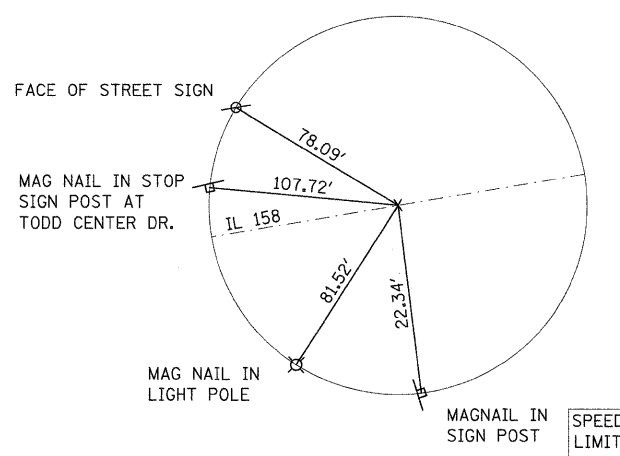 FACE OF STREET SIGN
78.09'
MAG NAIL IN STOP
SIGN POST AT
TODD CENTER DR.
107.72'
IL 158
81.52'
22.34'
MAG NAIL IN
LIGHT POLE
MAGNAIL IN
SIGN POST
SPEED
LIMIT